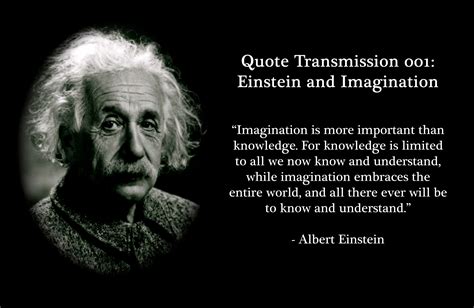 Quote Transmission 001:
Einstein and Imagination
“Imagination is more important than
knowledge. For knowledge is limited
to all we now know and understand,
while imagination embraces the
entire world, and all there ever will be
to know and understand.”
- Albert Einstein